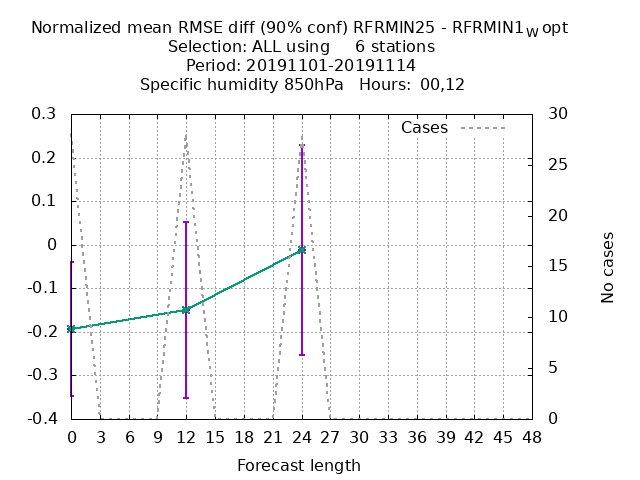 Normalized mean RMSE diff (90% conf) RFRMIN25 - RFRMIN1wopt
Selection: ALL using 6 stations
Period: 20191101-20191114
Specific humidity 850hPa Hours: 00,12
Cases
0.3
0.2
0.1
0
-0.1
-0.2
-0.3
-0.4
30
25
20
15
10
5
0
No cases
0 3 6 9 12 15 18 21 24 27 30 33 36 39 42 45 48
Forecast length